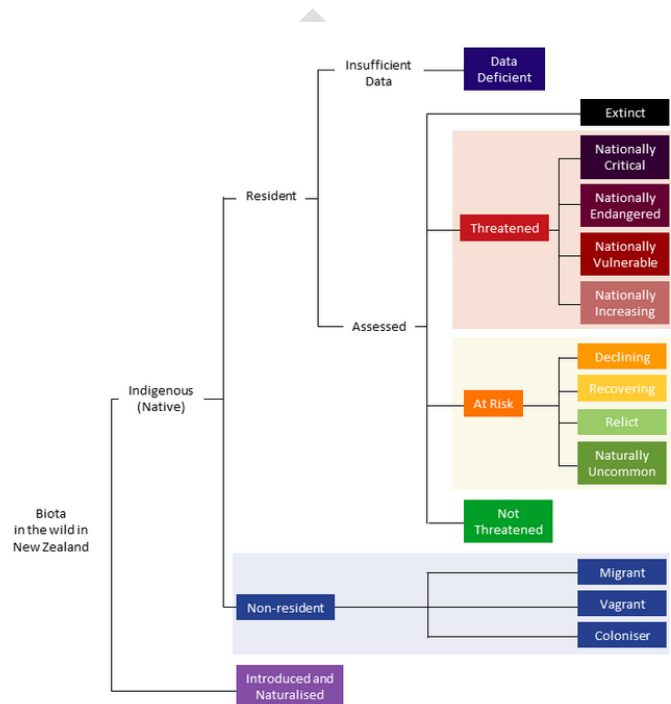 Insufficient
Data
Data
Deficient
Extinct
Nationally
Critical
Resident
Nationally
Endangered
Threatened
Nationally
Vulnerable
Nationally
Increasing
Assessed
Declining
Indigenous
(Native)
Recovering
At Risk
Relict
Naturally
Uncommon
Biota
in the wild in
New Zealand
Not
Threatened
Migrant
Non-resident
Vagrant
Coloniser
Introduced and
Naturalised